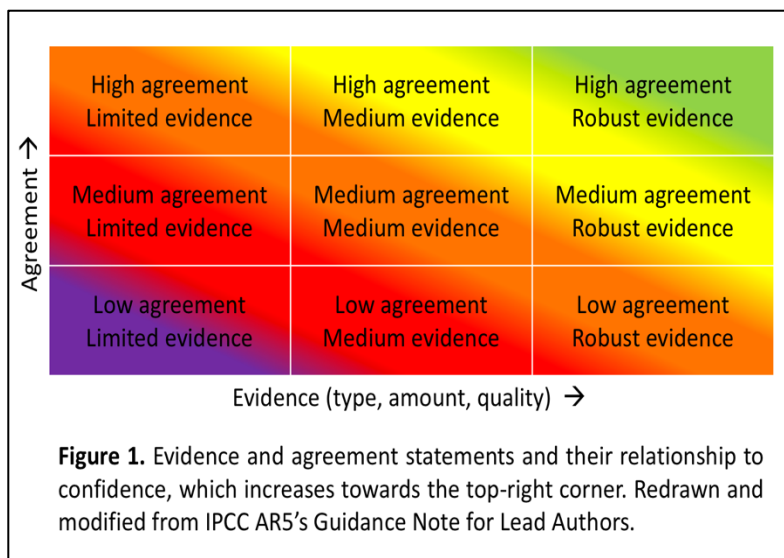 High agreement
Limited evidence
High agreement
Medium evidence
High agreement
Robust evidence
Medium agreement
Limited evidence
Medium agreement
Medium evidence
Medium agreement
Robust evidence
Low agreement
Limited evidence
Low agreement
Medium evidence
Low agreement
Robust evidence
Agreement →
Evidence (type, amount, quality) →
Figure 1. Evidence and agreement statements and their relationship to
confidence, which increases towards the top-right corner. Redrawn and
modified from IPCC AR5’s Guidance Note for Lead Authors.